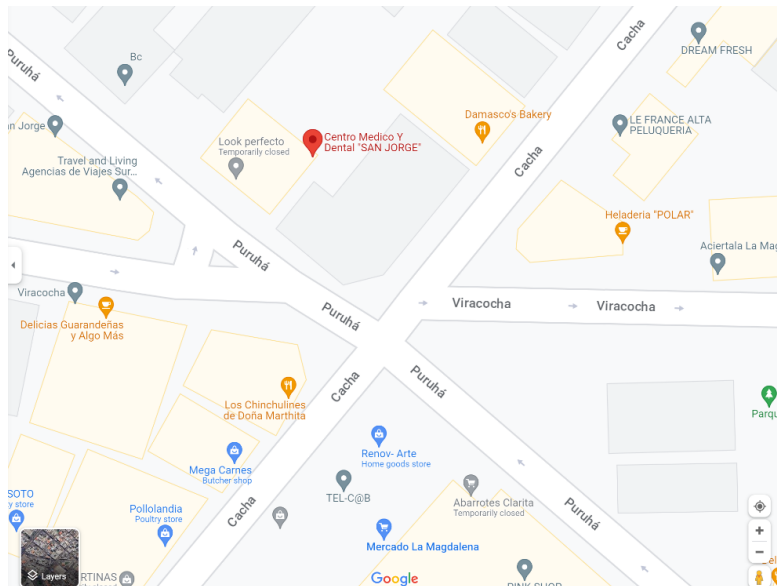 Puruhá
Bc
Cacha
DREAM FRESH
Damasco's Bakery
LE FRANCE ALTA
PELUQUERIA
Jorge
Look perfecto
Temporarily closed
Centro Medico Y
Dental "SAN JORGE"
Travel and Living
Agencias de Viajes Sur...
Cacha
Heladeria "POLAR"
Puruhá
Aciertala La
Viracocha
Puruhá
Viracocha
Viracocha
Delicias Guarandeñas
y Algo Más
Cacha
Puruhá
Los Chinchulines
de Doña Marthita
Renov- Arte
Home goods store
Mega Carnes
Butcher shop
TEL-C@B
Cacha
Pollolandia
Poultry store
Abarrotes Clarita
Temporarily closed
Puruhá
SOTO
store
Mercado La Magdalena
Layers
Google
PINK SHOP